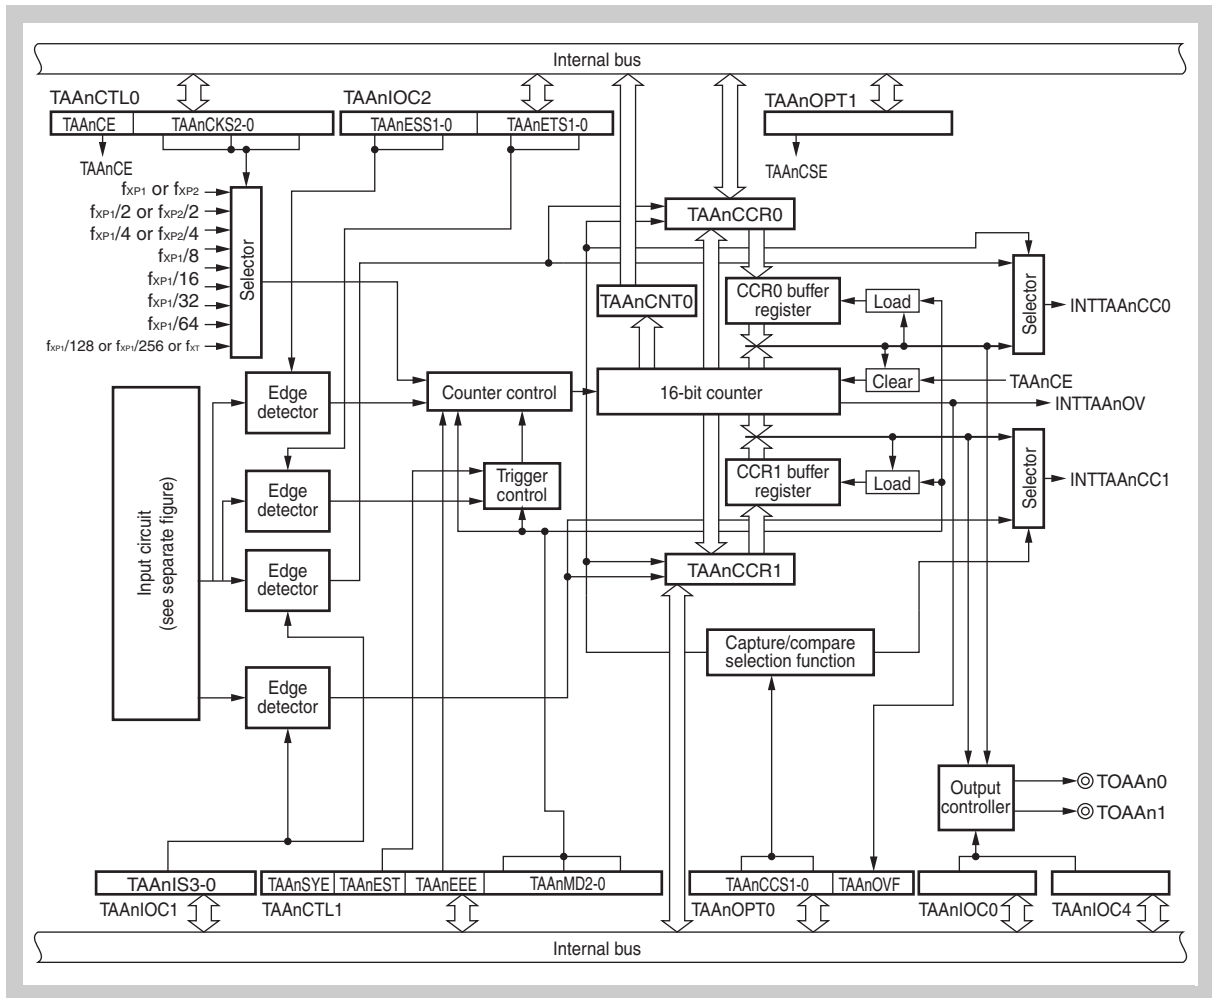 Internal bus
TAAnCTL0
TAAnIOC2
TAAnOPT1
TAAnCE
TAAnCKS2-0
TAAnESS1-0
TAAnETS1-0
TAAnCE
TAAnCSE
fXP1 or fXP2
fXP1/2 or fXP2/2
fXP1/4 or fXP2/4
fXP1/8
fXP1/16
fXP1/32
fXP1/64
fXP1/128 or fXP1/256 or fXT
Selector
TAAnCCR0
TAAnCNT0
CCR0 buffer
register
Load
Selector
INTTAAnCC0
Edge
detector
Counter control
16-bit counter
Clear
TAAnCE
INTTAAnOV
Edge
detector
Trigger
control
CCR1 buffer
register
Load
Selector
INTTAAnCC1
Input circuit
(see separate figure)
Edge
detector
TAAnCCR1
Capture/compare
selection function
Edge
detector
Output
controller
TOAAn0
TOAAn1
TAAnIS3-0
TAAnSYE
TAAnEST
TAAnEEE
TAAnMD2-0
TAAnCCS1-0
TAAnOVF
TAAnIOC1
TAAnCTL1
TAAnOPT0
TAAnIOC0
TAAnIOC4
Internal bus